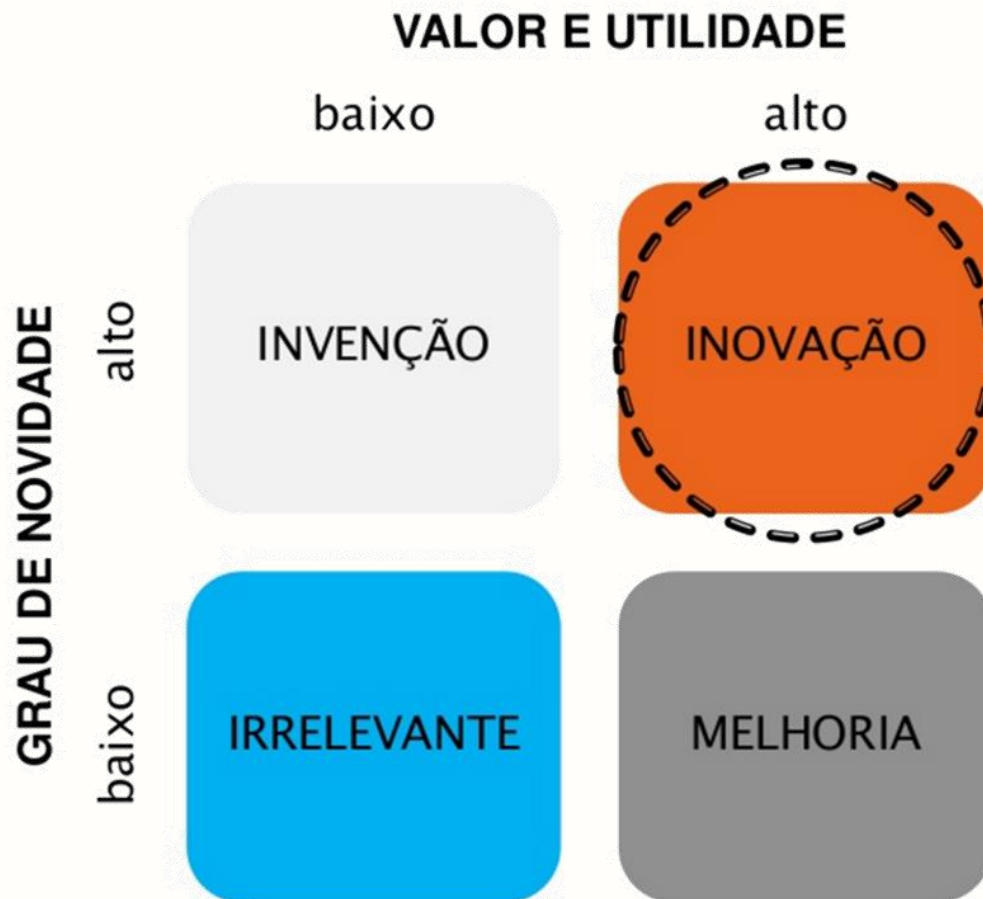 VALOR E UTILIDADE
baixo
alto
GRAU DE NOVIDADE
alto
INVENÇÃO
INOVAÇÃO
baixo
IRRELEVANTE
MELHORIA